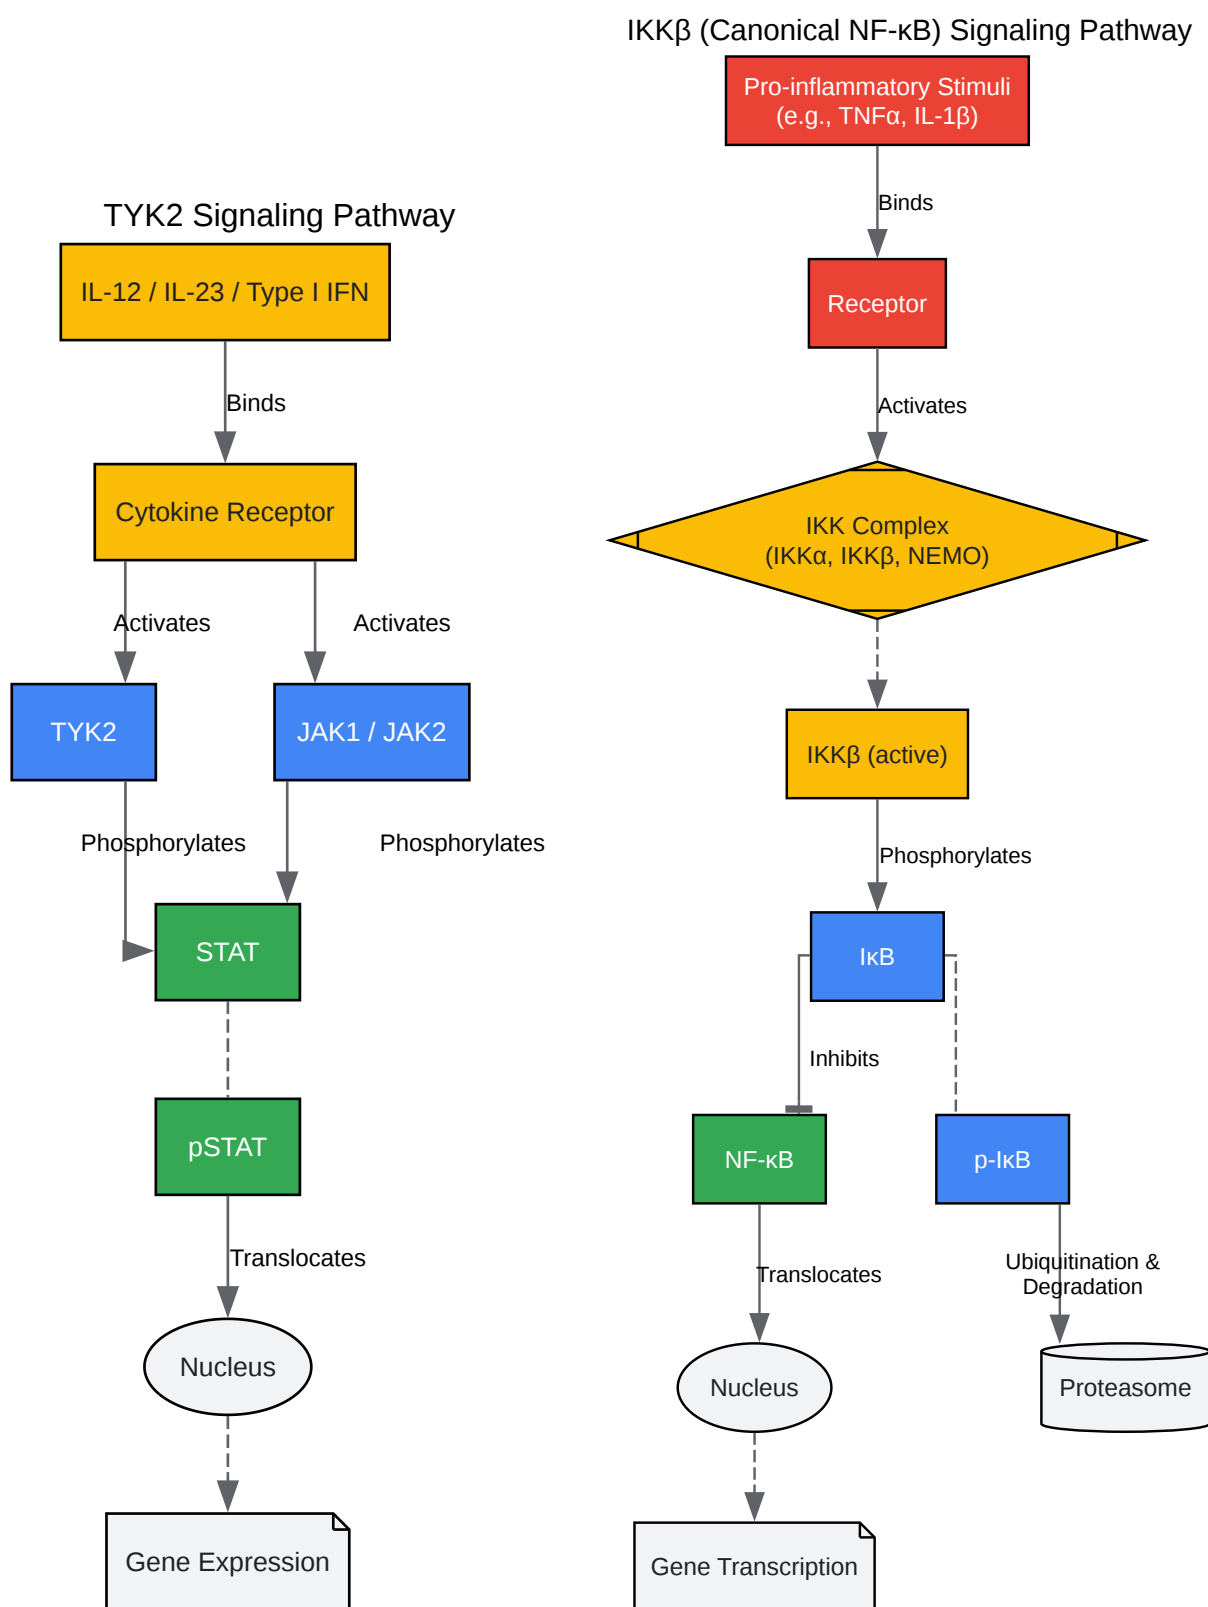 TYK2 Signaling Pathway
IL-12 / IL-23 / Type I IFN
Binds
Cytokine Receptor
Activates
Activates
TYK2
JAK1 / JAK2
Phosphorylates
Phosphorylates
STAT
pSTAT
Translocates
Nucleus
Gene Expression
IKKβ (Canonical NF-κB) Signaling Pathway
Pro-inflammatory Stimuli
(e.g., TNFα, IL-1β)
Binds
Receptor
Activates
IKK Complex
(IKKα, IKKβ, NEMO)
IKKβ (active)
Phosphorylates
IκB
Inhibits
NF-κB
p-IκB
Translocates
Ubiquitination &
Degradation
Nucleus
Proteasome
Gene Transcription